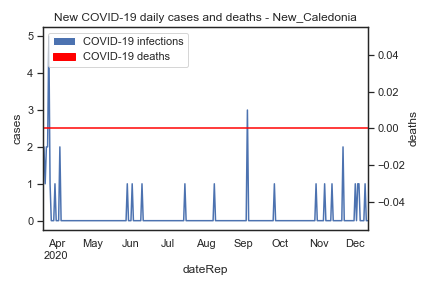 New COVID-19 daily cases and deaths - New_Caledonia
COVID-19 infections
COVID-19 deaths
5
4
3
2
1
0
cases
0.04
0.02
0.00
−0.02
−0.04
deaths
Apr May Jun Jul Aug Sep Oct Nov Dec
2020
dateRep